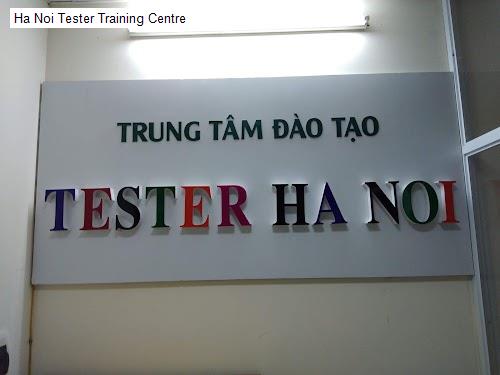 Ha Noi Tester Training Centre
TRUNG TÂM ĐÀO TẠO
TESTER HA NOI